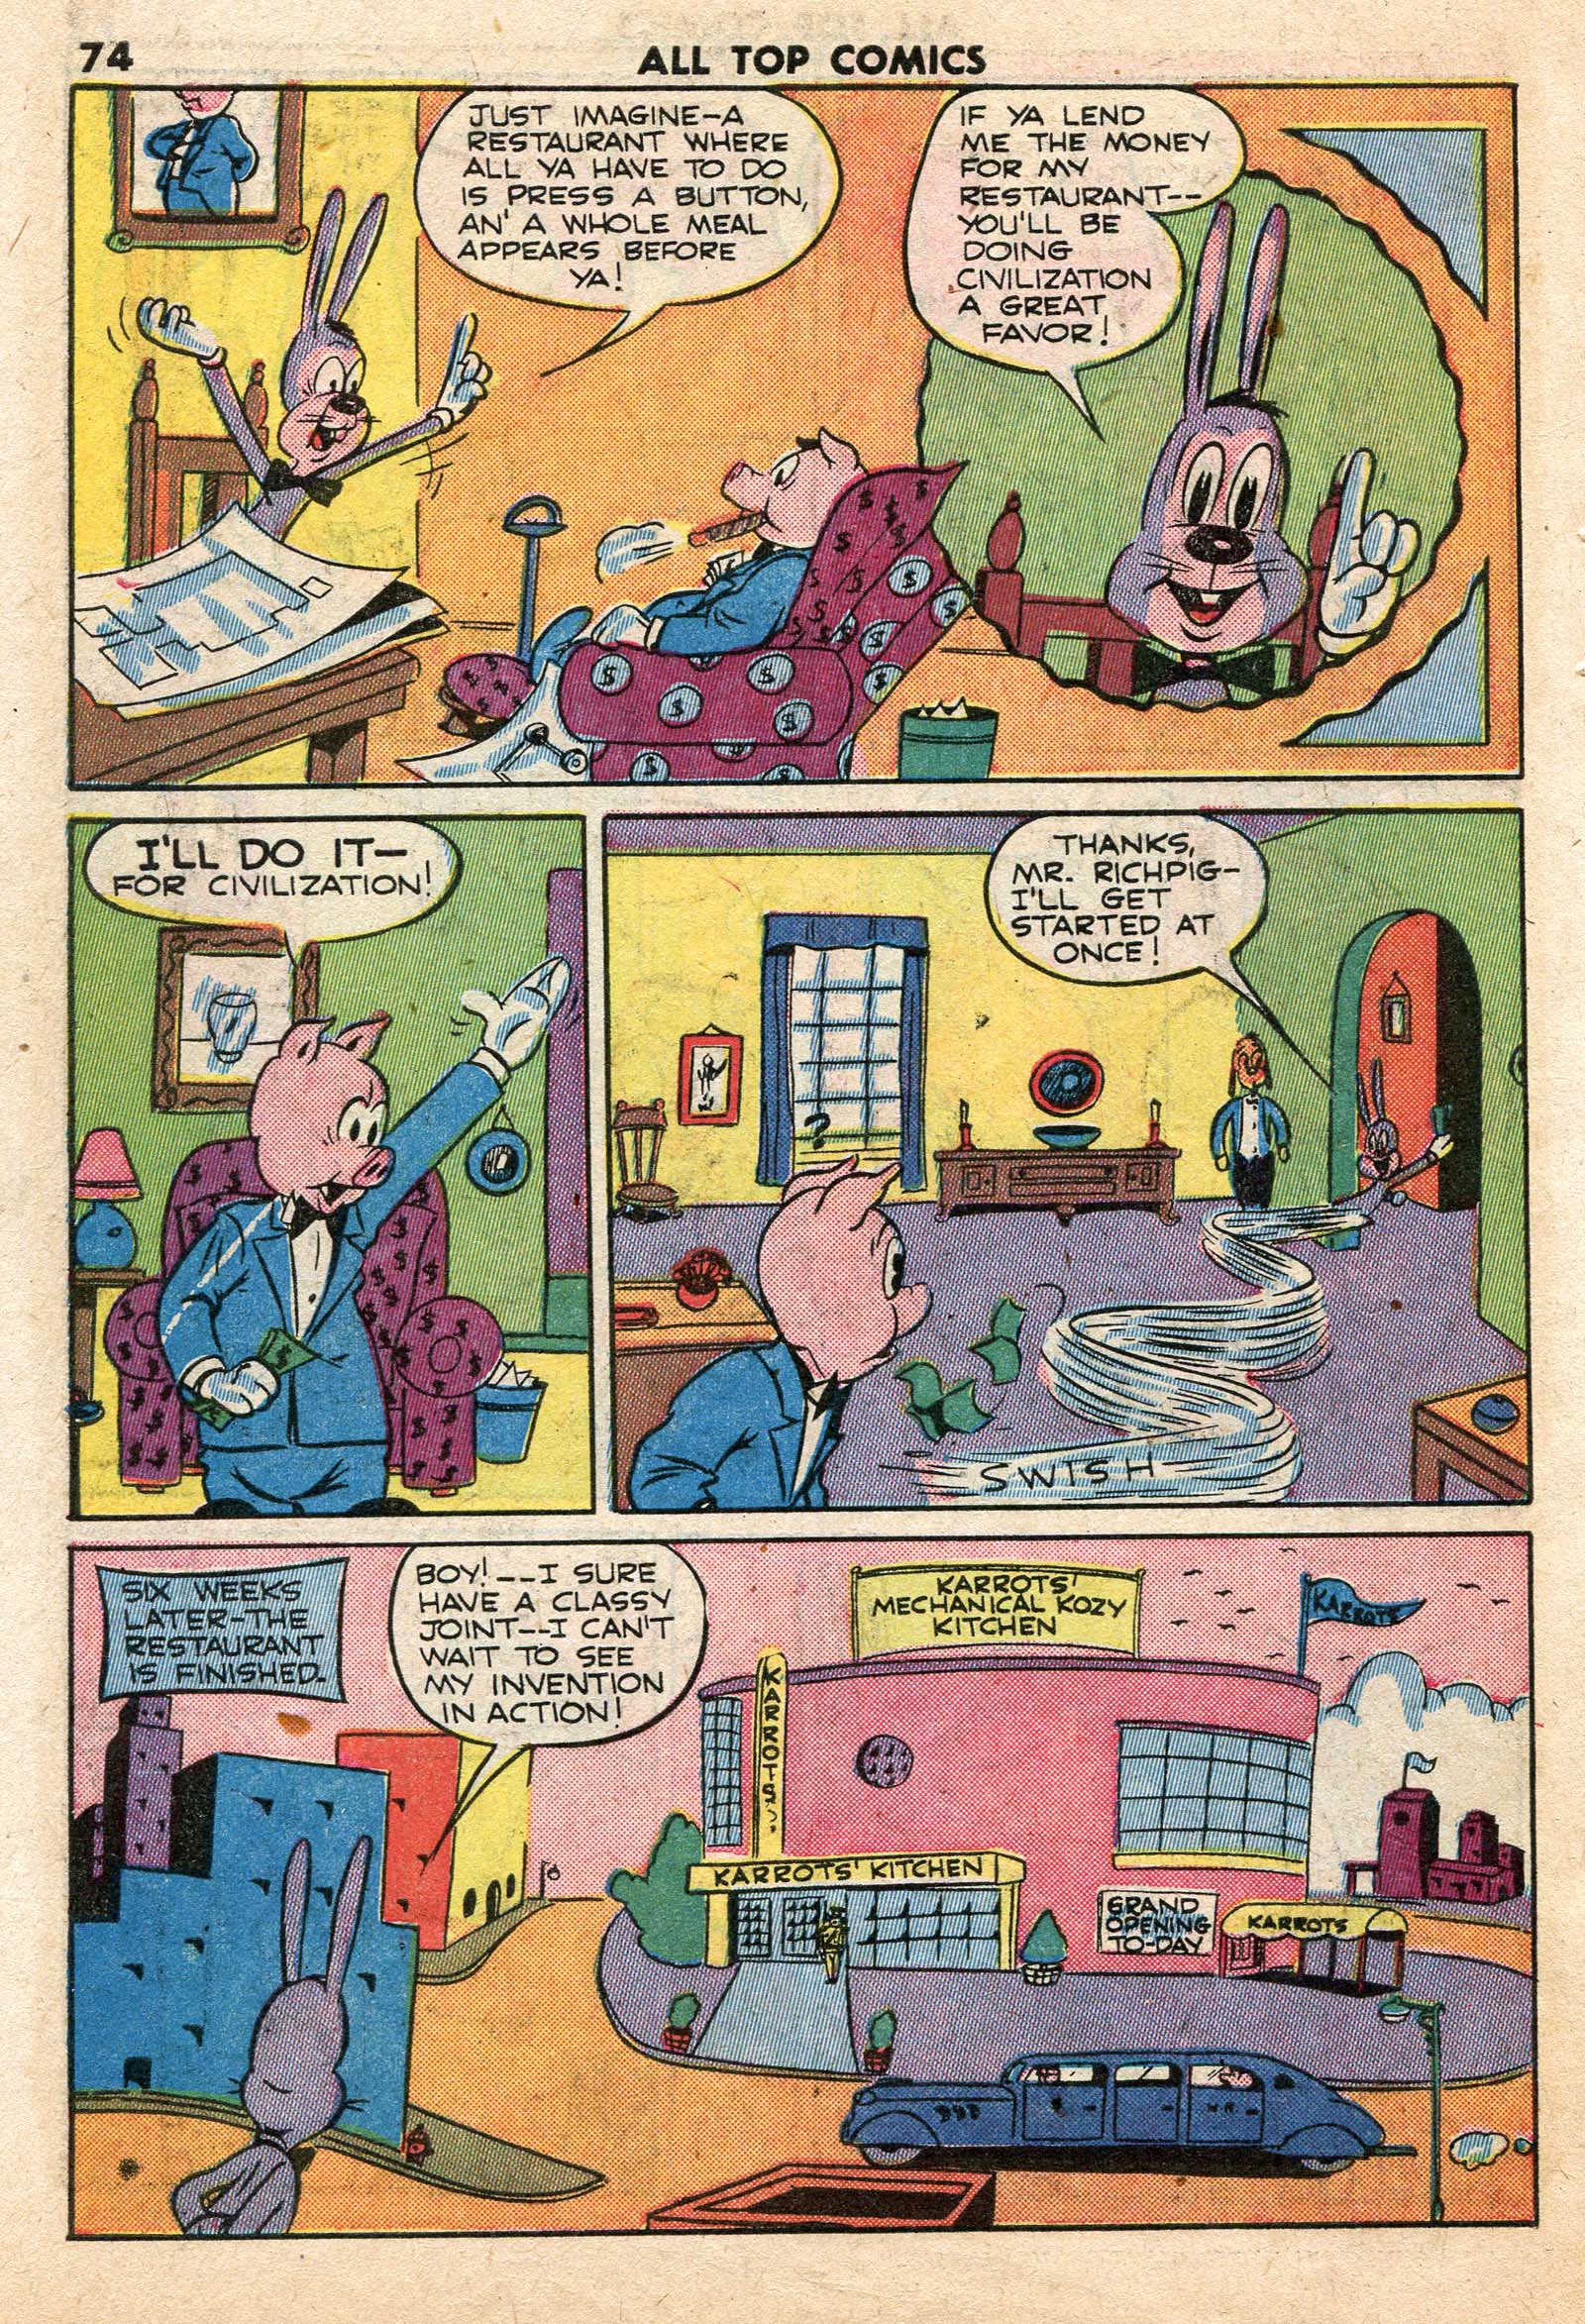 74
ALL TOP COMICS
JUST IMAGINE-A
RESTAURANT WHERE
ALL YA HAVE TO DO
IS PRESS A BUTTON,
AN' A WHOLE MEAL
APPEARS BEFORE
YA!
IF YA LEND
ME THE MONEY
FOR MY
RESTAURANT--
YOU'LL BE
DOING
CIVILIZATION
A GREAT
FAVOR!
I'LL DO IT-
FOR CIVILIZATION!
THANKS,
MR. RICHPIG-
I'LL GET
STARTED AT
ONCE!
?
SWISH
SIX WEEKS
LATER-THE
RESTAURANT
IS FINISHED.
BOY!--I SURE
HAVE A CLASSY
JOINT--I CAN'T
WAIT TO SEE
MY INVENTION
IN ACTION!
KARROTS'
MECHANICAL KOZY
KITCHEN
KARROTS
KARROTS'
KARROTS' KITCHEN
GRAND
OPENING
TO-DAY
KARROTS